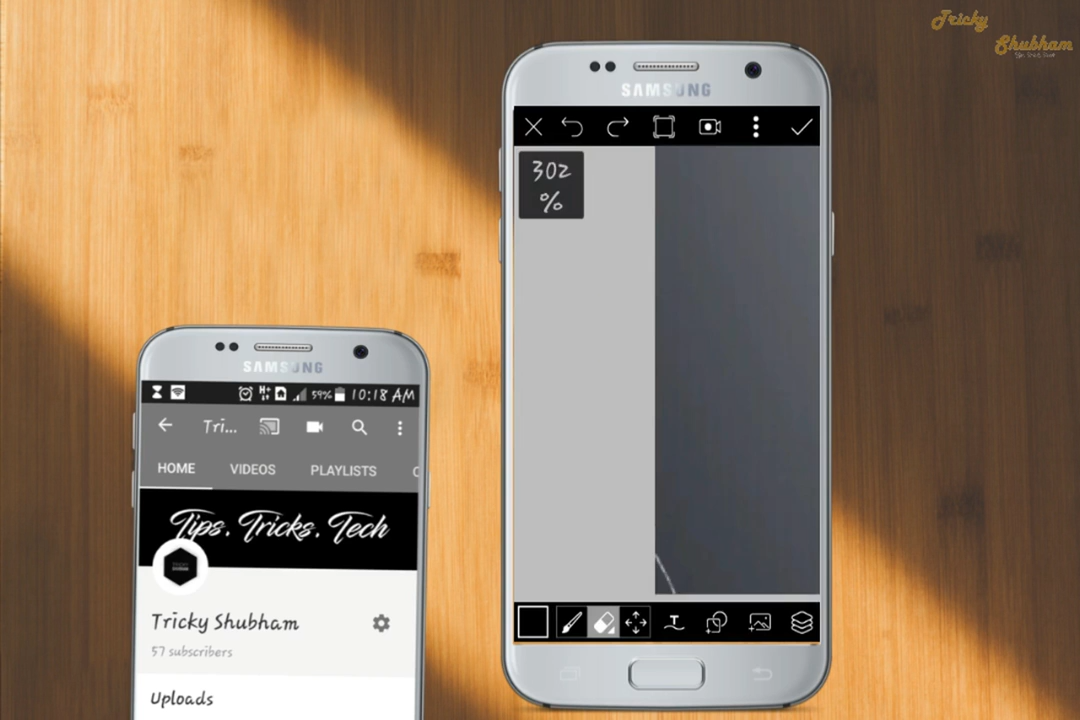 Tricky
Shubham
SAMSUNG
302
%
SAMSUNG
H+
59%
10:18 AM
Tri...
HOME
VIDEOS
PLAYLISTS
Tips. Tricks. Tech
Tricky Shubham
57 subscribers
Uploads